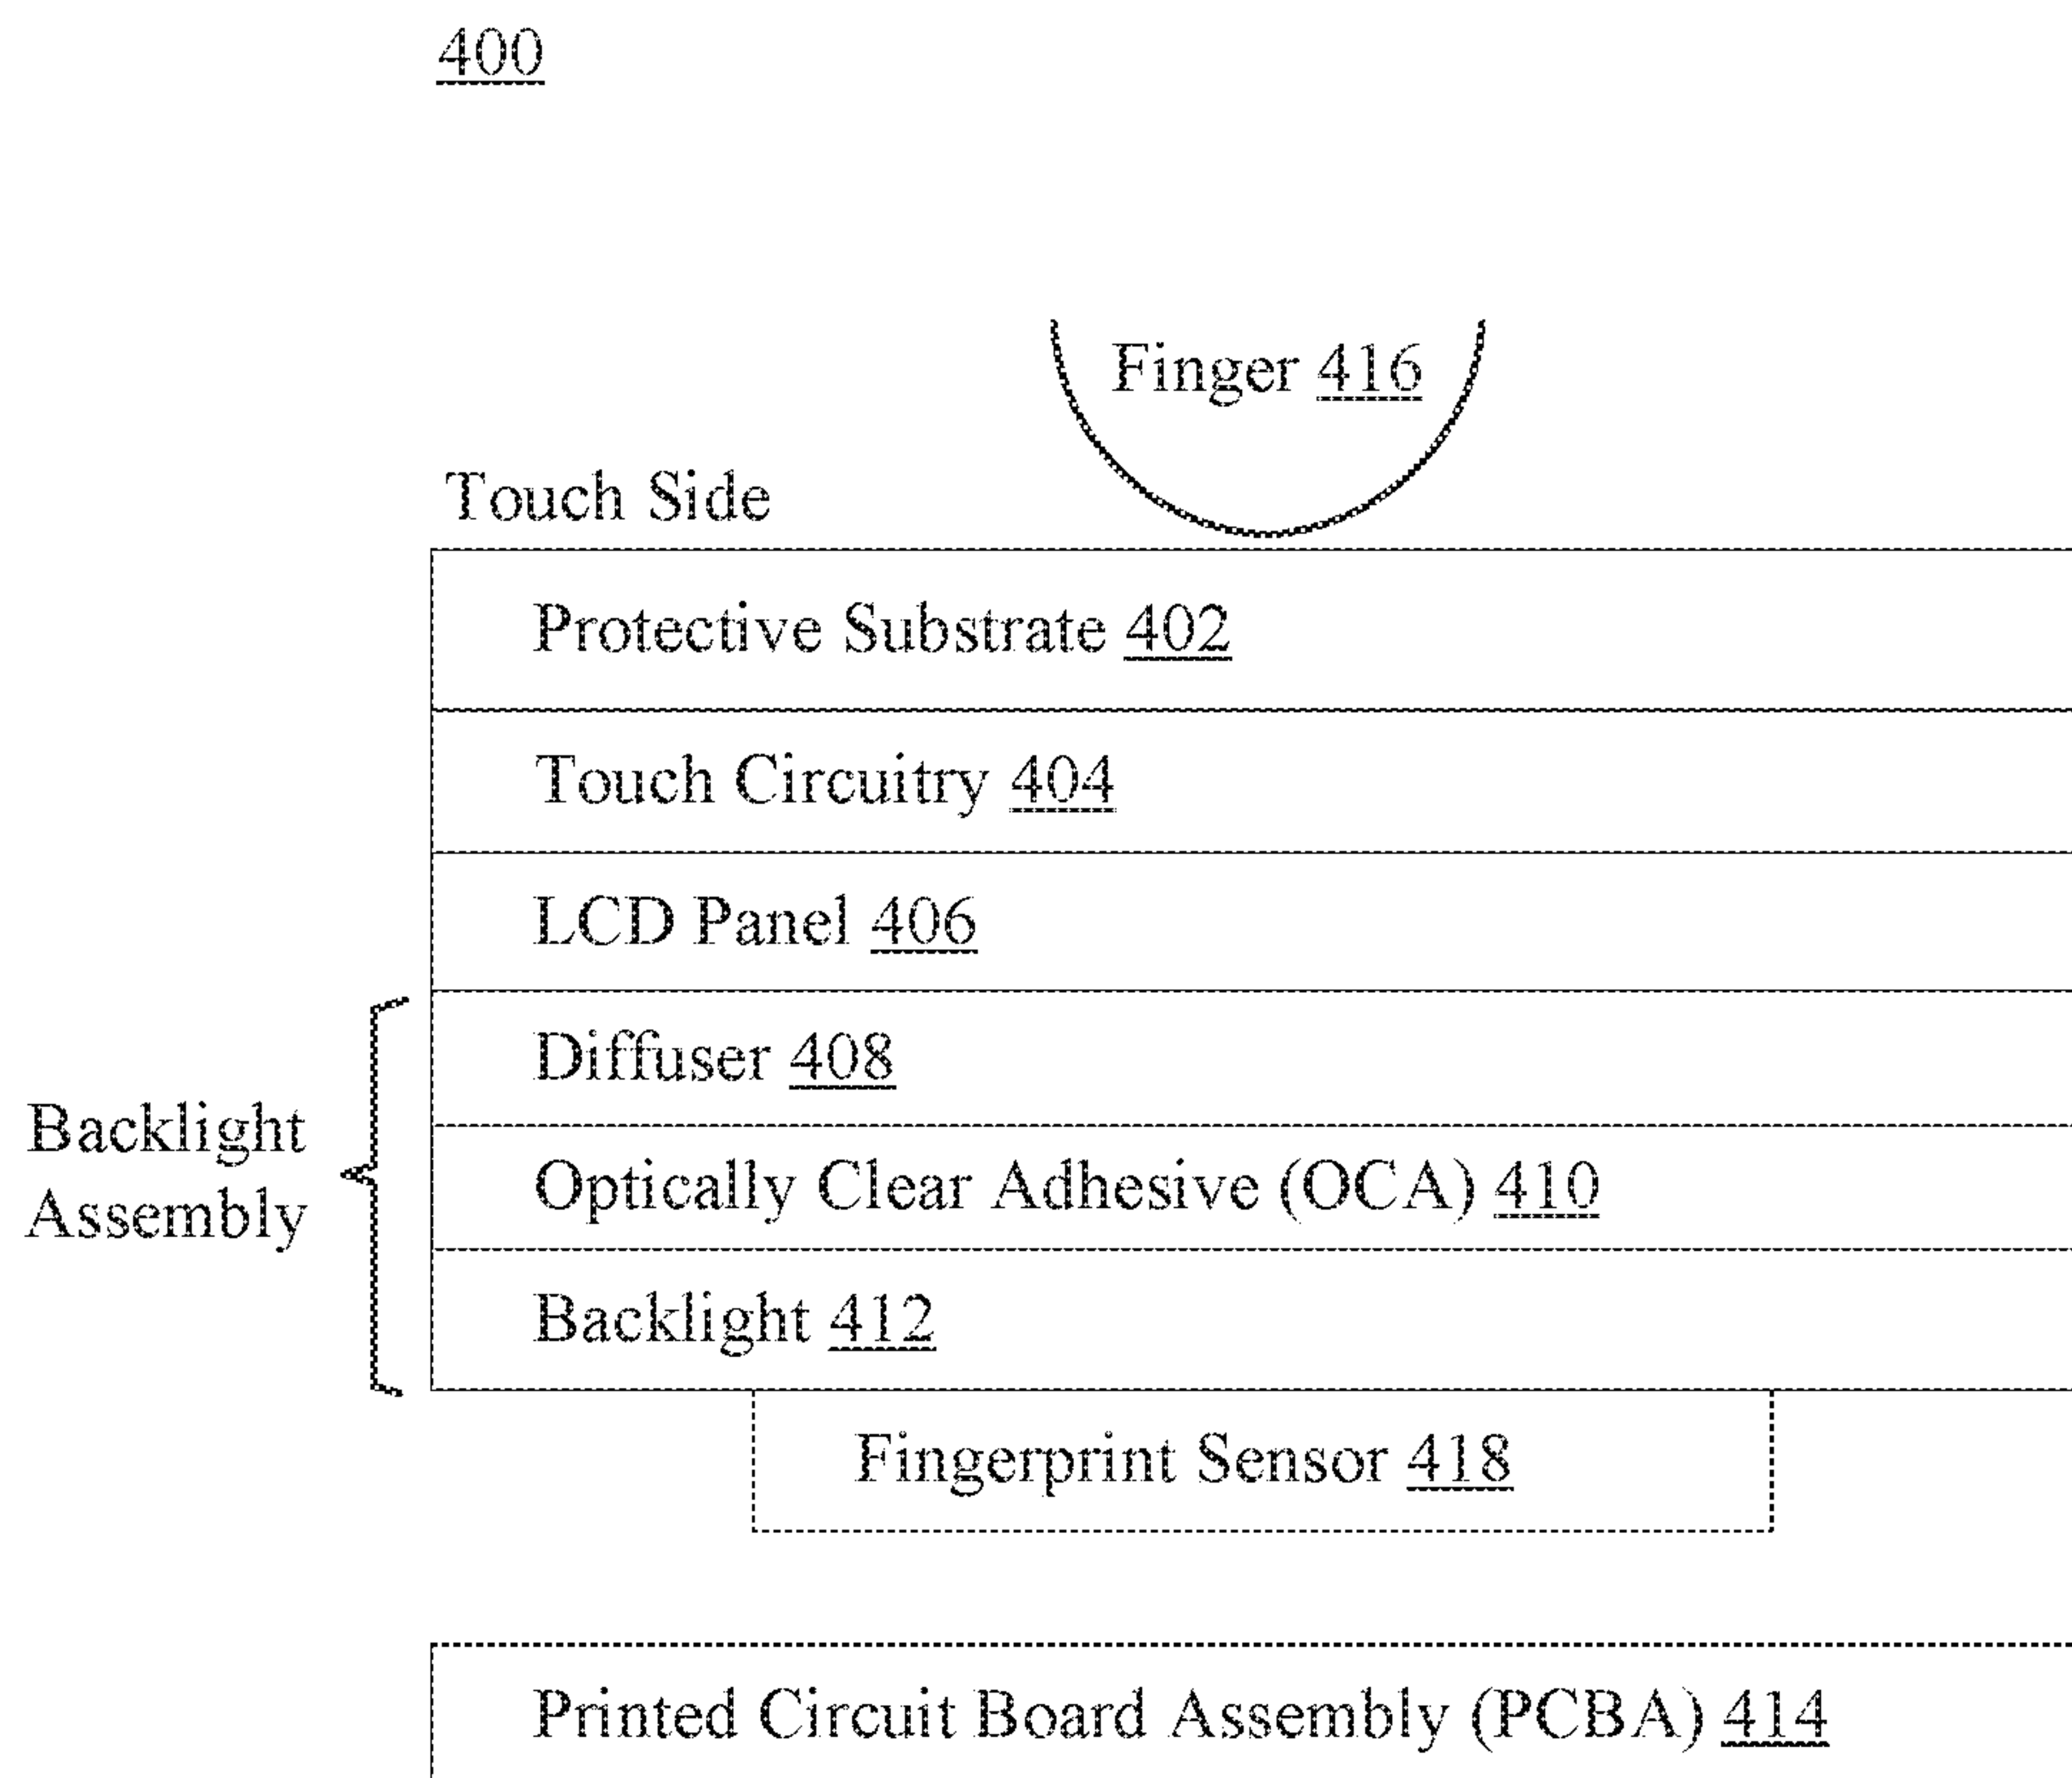 400
Finger 416
Touch Side
Protective Substrate 402
Touch Circuitry 404
LCD Panel 406
Diffuser 408
Backlight
Assembly
Optically Clear Adhesive (OCA) 410
Backlight 412
Fingerprint Sensor 418
Printed Circuit Board Assembly (PCBA) 414